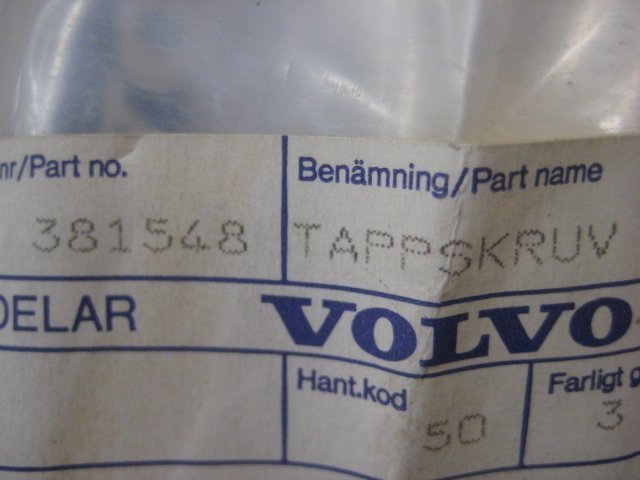 nr/Part no. Benämning/Part name
381548 TAPPSKRUV
DELAR VOLVO
Hant.kod Farligt g
50 3